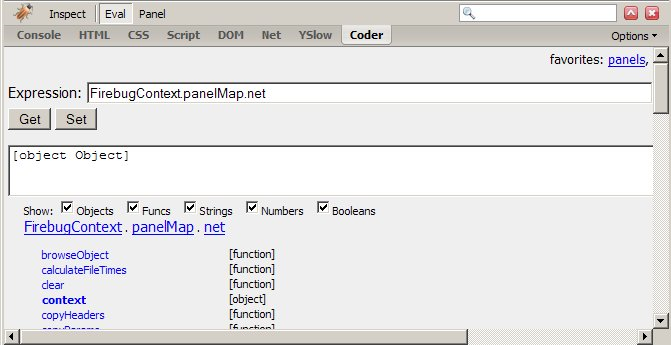 Inspect Eval Panel
Console HTML CSS Script DOM Net YSlow Coder Options
favorites: panels,
Expression: FirebugContext.panelMap.net
Get Set
[object Object]
Show: Objects Funcs Strings Numbers Booleans
FirebugContext . panelMap . net
browseObject [function]
calculateFileTimes [function]
clear [function]
context [object]
copyHeaders [function]
copyParams [function]